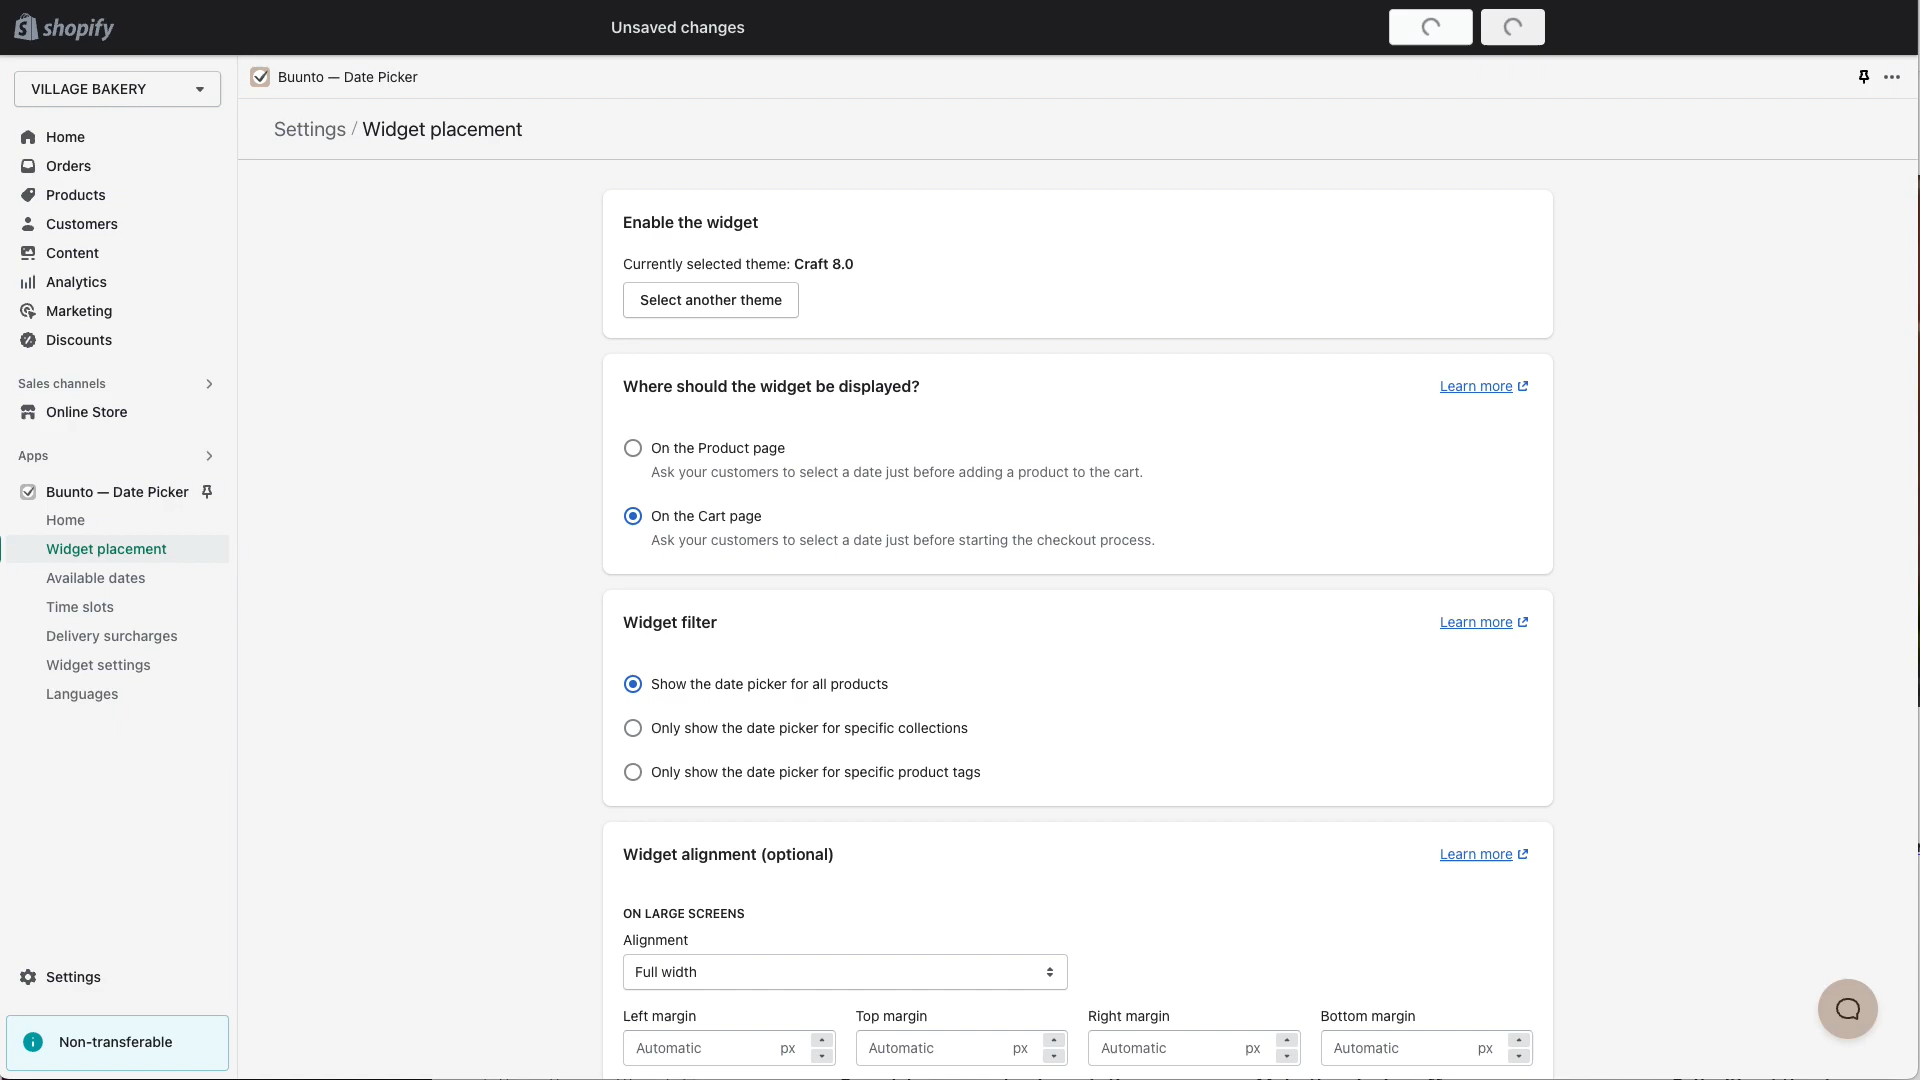 shopify
Unsaved changes
VILLAGE BAKERY
Buunto — Date Picker
Settings / Widget placement
Home
Orders
Products
Customers
Content
Analytics
Marketing
Discounts
Sales channels
Online Store
Apps
Buunto — Date Picker
Home
Widget placement
Available dates
Time slots
Delivery surcharges
Widget settings
Languages
Settings
Non-transferable
Enable the widget
Currently selected theme: Craft 8.0
Select another theme
Where should the widget be displayed?
Learn more
On the Product page
Ask your customers to select a date just before adding a product to the cart.
On the Cart page
Ask your customers to select a date just before starting the checkout process.
Widget filter
Learn more
Show the date picker for all products
Only show the date picker for specific collections
Only show the date picker for specific product tags
Widget alignment (optional)
Learn more
ON LARGE SCREENS
Alignment
Full width
Left margin Top margin Right margin Bottom margin
Automatic px Automatic px Automatic px Automatic px